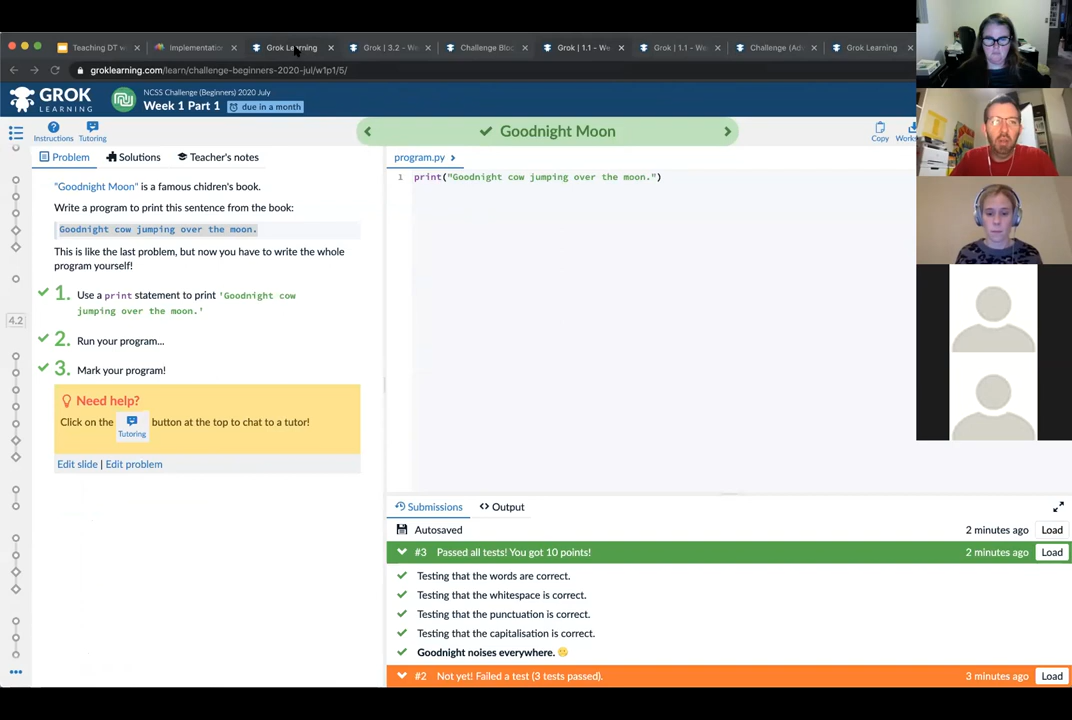 Teaching DT w
Implementatio
Grok Learning
Grok | 3.2 - We
Challenge Bloc
Grok | 1.1 - We
Grok | 1.1 - We
Challenge (Adv
Grok Learning
groklearning.com/learn/challenge-beginners-2020-jul/w1p1/5/
GROK
LEARNING
NCSS Challenge (Beginners) 2020 July
Week 1 Part 1
due in a month
Instructions
Tutoring
Goodnight Moon
Copy
Works
Problem
Solutions
Teacher's notes
program.py
"Goodnight Moon" is a famous chidren's book.
Write a program to print this sentence from the book:
Goodnight cow jumping over the moon.
This is like the last problem, but now you have to write the whole
program yourself!
1. Use a print statement to print 'Goodnight cow
jumping over the moon.'
2. Run your program...
3. Mark your program!
Need help?
Click on the
Tutoring
button at the top to chat to a tutor!
Edit slide | Edit problem
4.2
1 print("Goodnight cow jumping over the moon.")
Submissions
Output
Autosaved
2 minutes ago
Load
#3 Passed all tests! You got 10 points!
2 minutes ago
Load
Testing that the words are correct.
Testing that the whitespace is correct.
Testing that the punctuation is correct.
Testing that the capitalisation is correct.
Goodnight noises everywhere.
#2 Not yet! Failed a test (3 tests passed).
3 minutes ago
Load